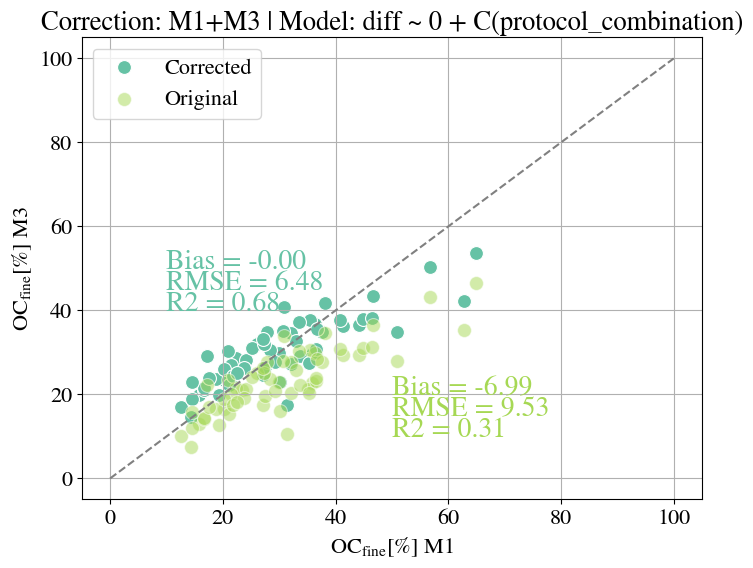 Correction: M1+M3 | Model: diff ~ 0 + C(protocol_combination)
100
80
60
40
20
0
OCfine[%] M3
Corrected
Original
Bias = -0.00
RMSE = 6.48
R2 = 0.68
Bias = -6.99
RMSE = 9.53
R2 = 0.31
0
20
40
60
80
100
OCfine[%] M1